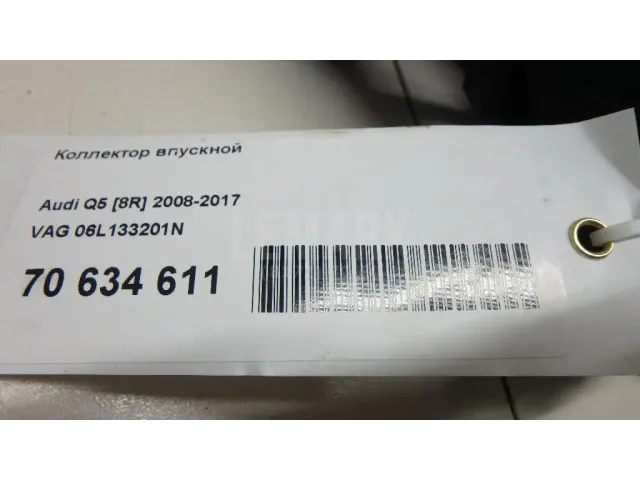 Коллектор впускной
Audi Q5 [8R] 2008-2017
VAG 06L133201N
70 634 611